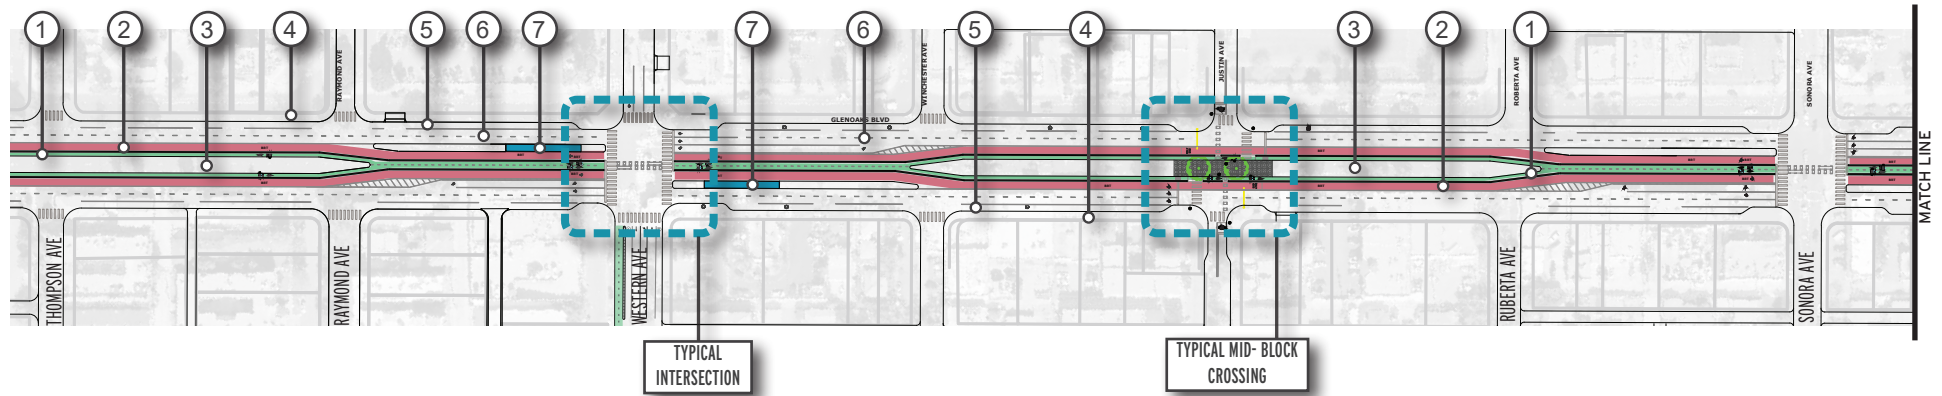 1 2 3 4 5 6 7 7 6 5 4 3 2 1
RAYMOND AVE
WINCHESTER AVE
JUSTIN AVE
ROBERTA AVE
SONORA AVE
GLENOAKS BLVD
MATCH LINE
THOMPSON AVE
RAYMOND AVE
WESTERN AVE
RUBERTA AVE
SONORA AVE
TYPICAL
INTERSECTION
TYPICAL MID- BLOCK
CROSSING